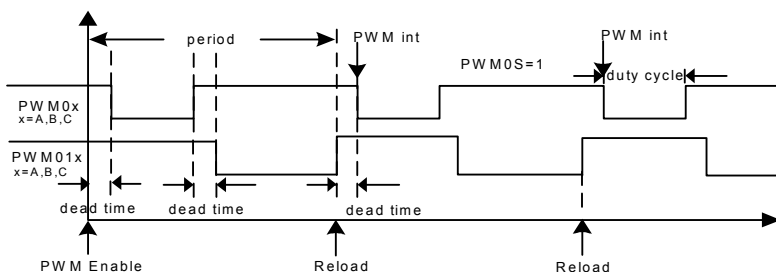 period
PWM int
PWM int
PWM0S=1
duty cycle
PWM0x
x=A,B,C
PWM01x
x=A,B,C
dead time
dead time
dead time
PWM Enable
Reload
Reload